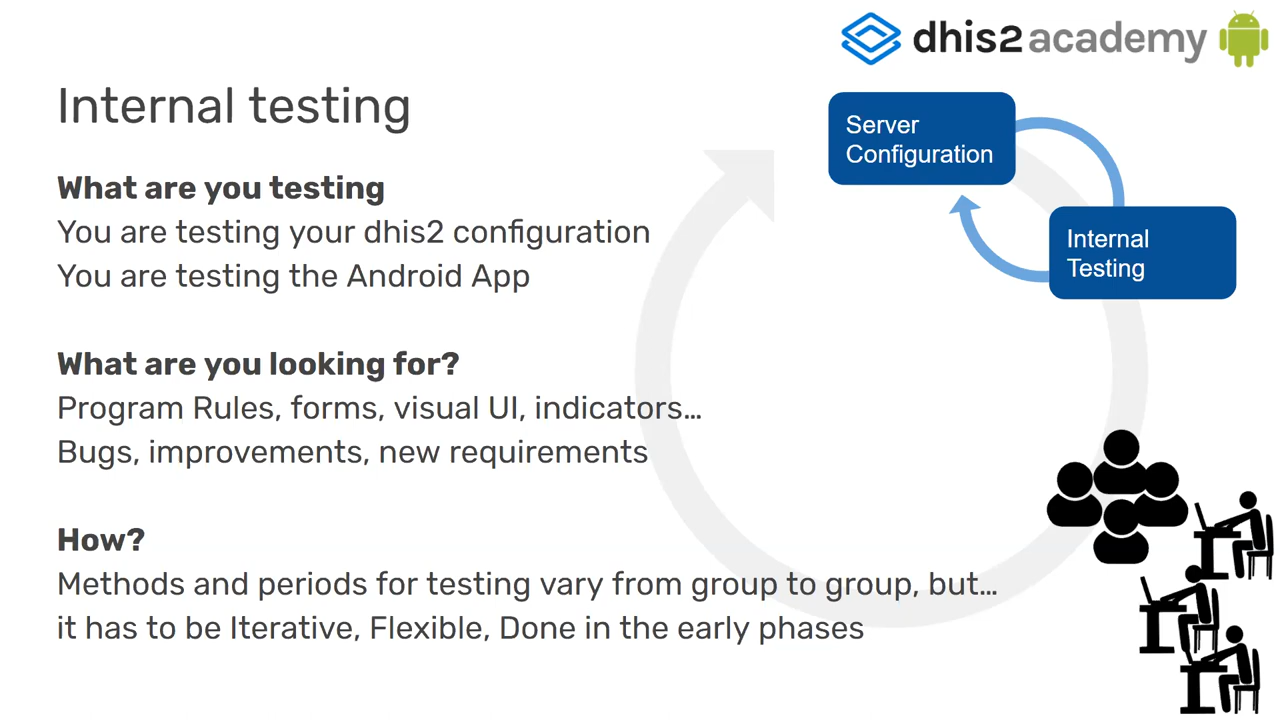 dhis2 academy
Internal testing
Server
Configuration
Internal
Testing
What are you testing
You are testing your dhis2 configuration
You are testing the Android App
What are you looking for?
Program Rules, forms, visual UI, indicators…
Bugs, improvements, new requirements
How?
Methods and periods for testing vary from group to group, but…
it has to be Iterative, Flexible, Done in the early phases